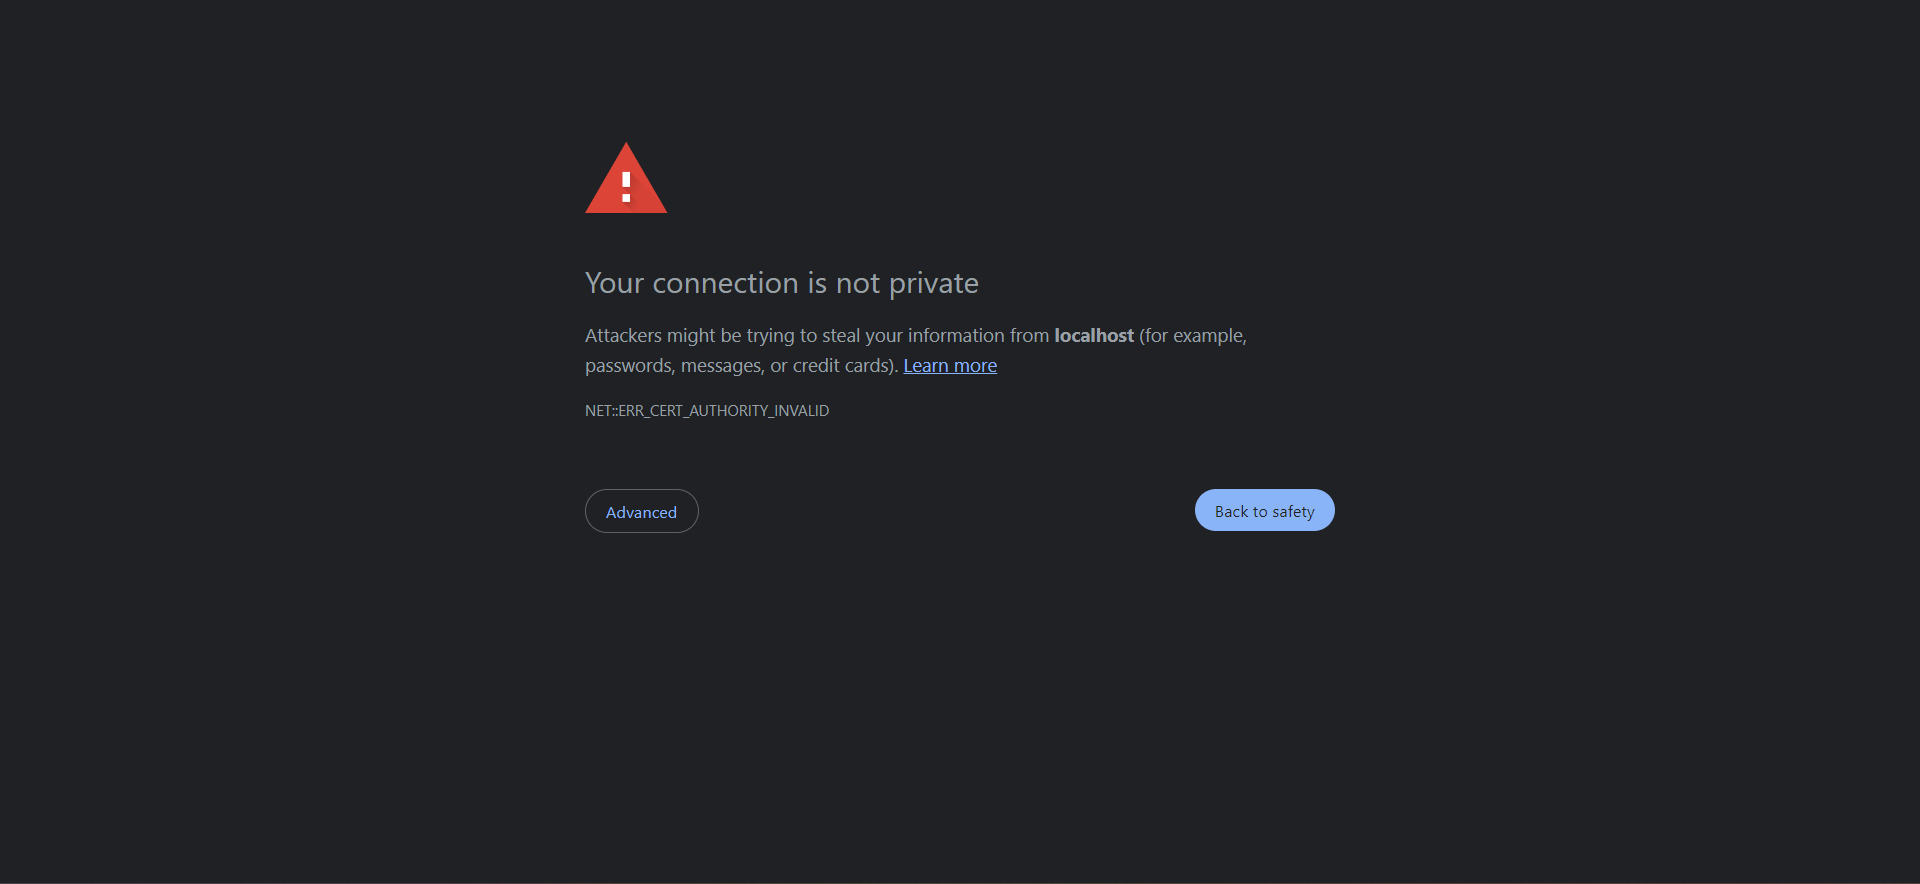 Your connection is not private
Attackers might be trying to steal your information from localhost (for example,
passwords, messages, or credit cards). Learn more
NET::ERR_CERT_AUTHORITY_INVALID
Advanced
Back to safety